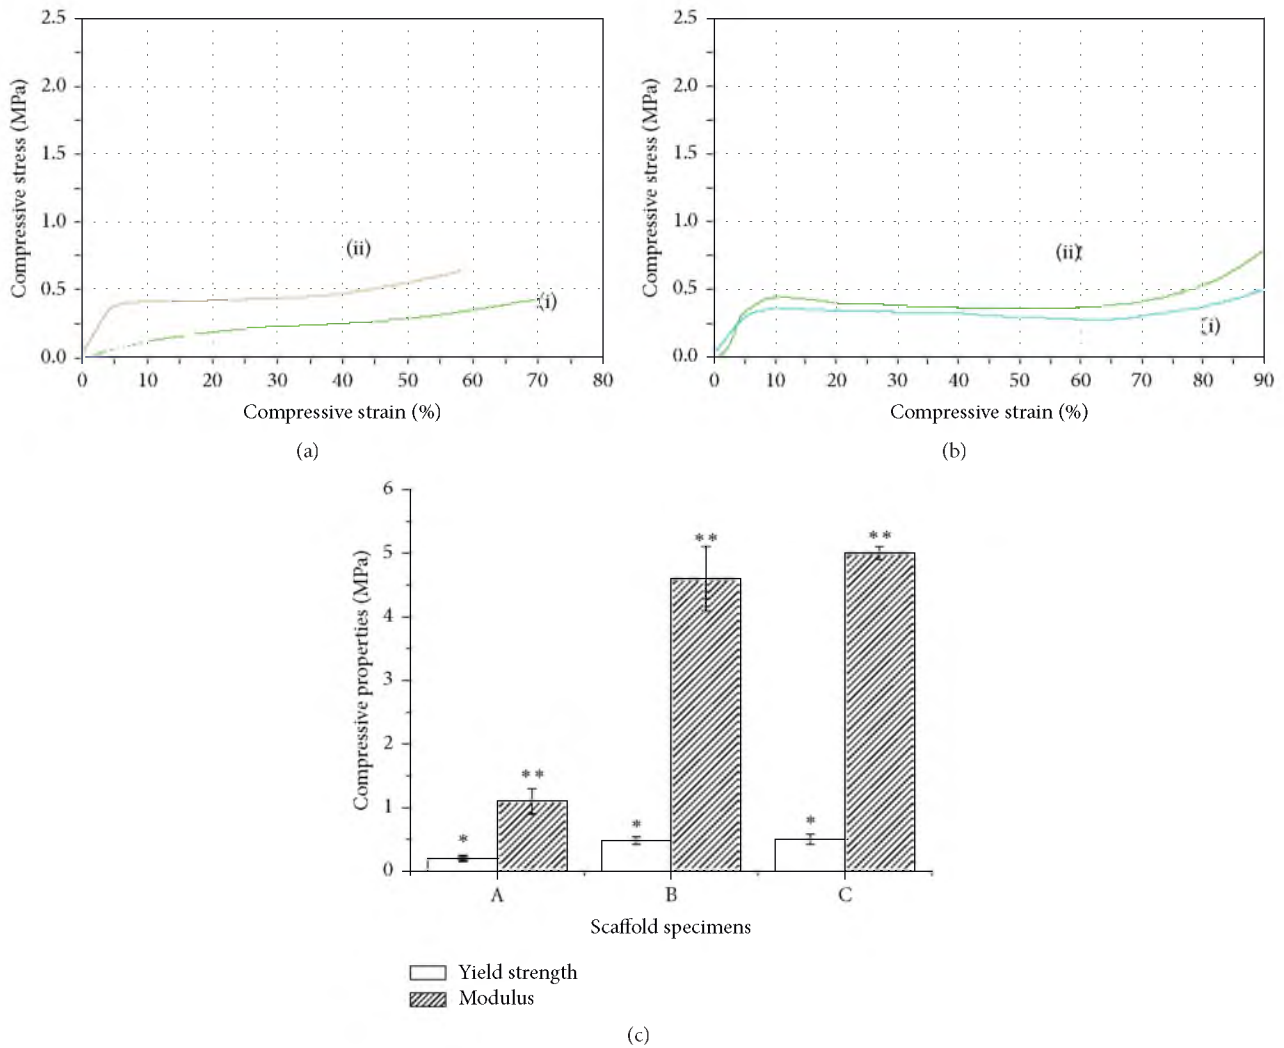 2.5
2.0
1.5
1.0
0.5
0.0
Compressive stress (MPa)
(ii)
(i)
0 10 20 30 40 50 60 70 80
Compressive strain (%)
(a)
2.5
2.0
1.5
1.0
0.5
0.0
Compressive stress (MPa)
(ii)
(i)
0 10 20 30 40 50 60 70 80 90
Compressive strain (%)
(b)
6
5
4
3
2
1
0
Compressive properties (MPa)
*
**
*
**
*
**
A B C
Scaffold specimens
Yield strength
Modulus
(c)